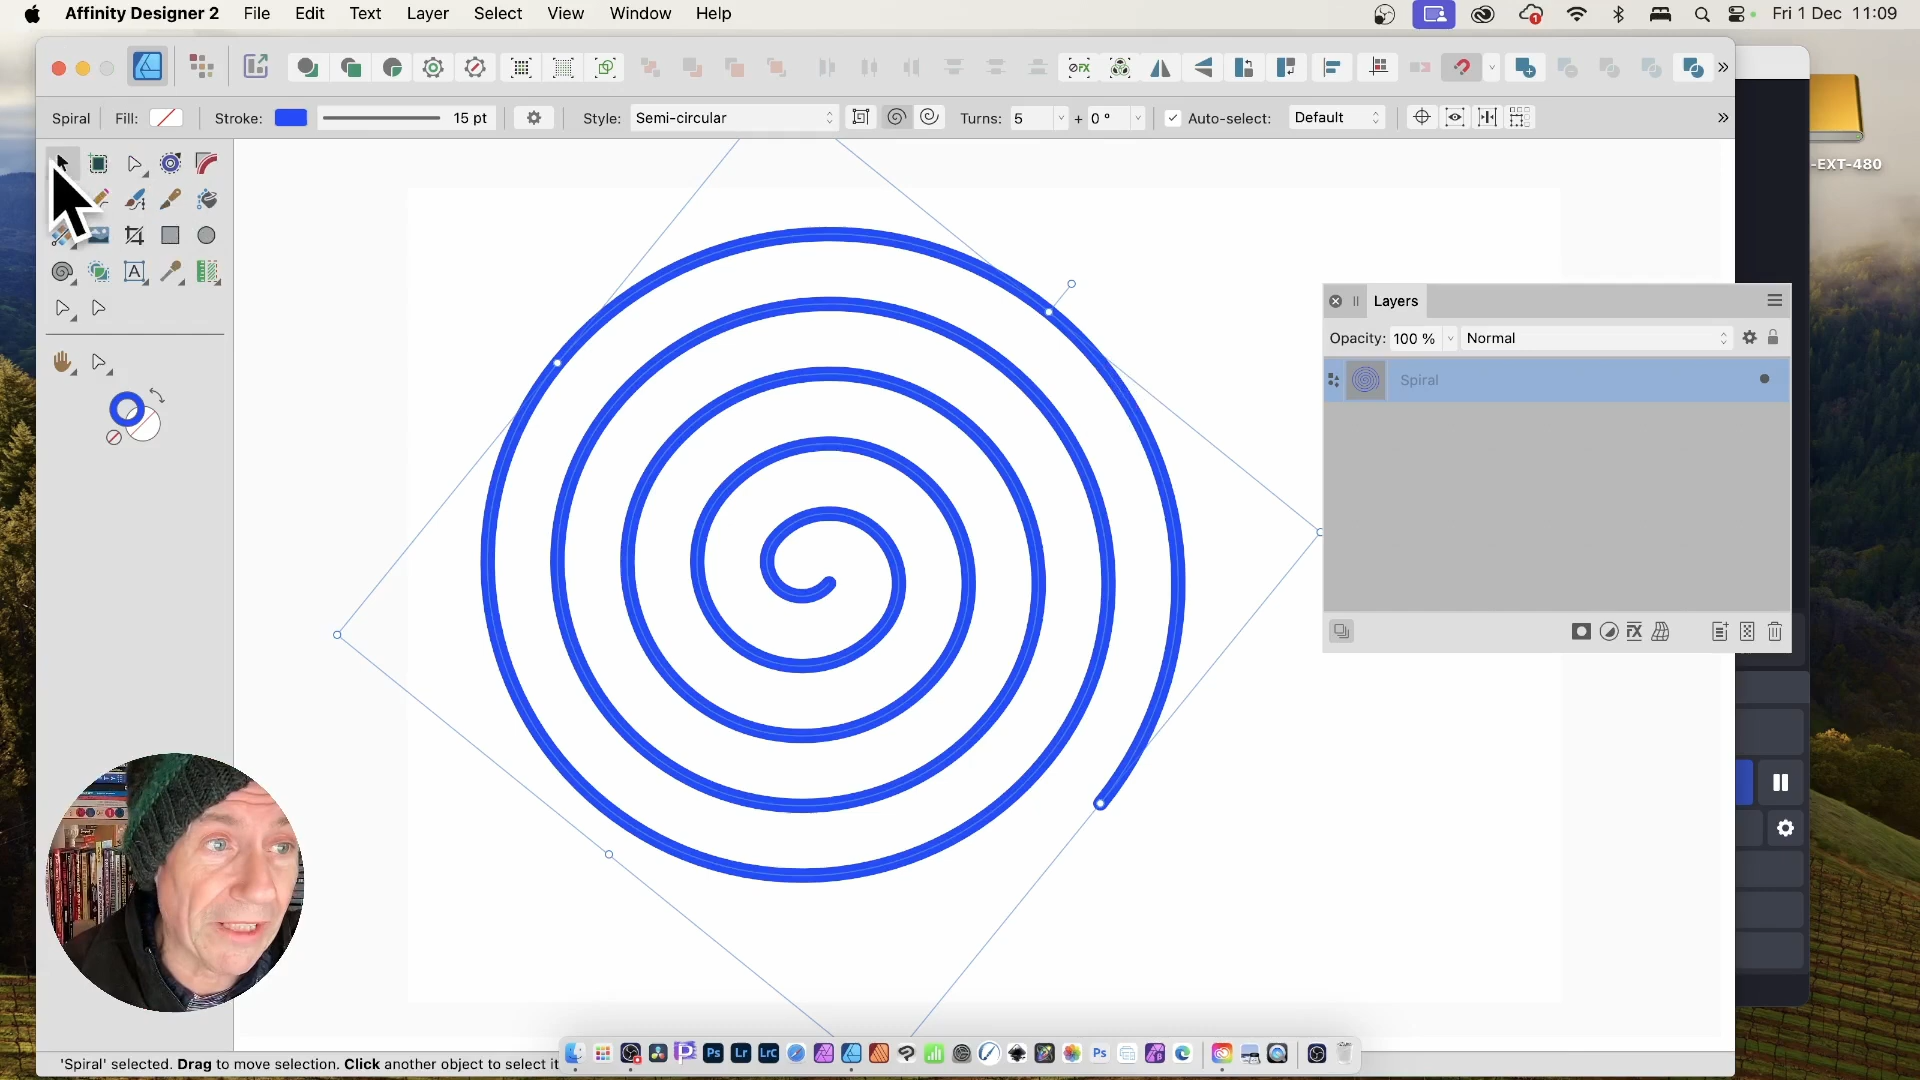 Affinity Designer 2 File Edit Text Layer Select View Window Help
Fri 1 Dec 11:09
Spiral Fill: Stroke: 15 pt Style: Semi-circular Turns: 5 + 0 ° Auto-select: Default
-EXT-480
Layers
Opacity: 100 % Normal
Spiral
'Spiral' selected. Drag to move selection. Click another object to select it